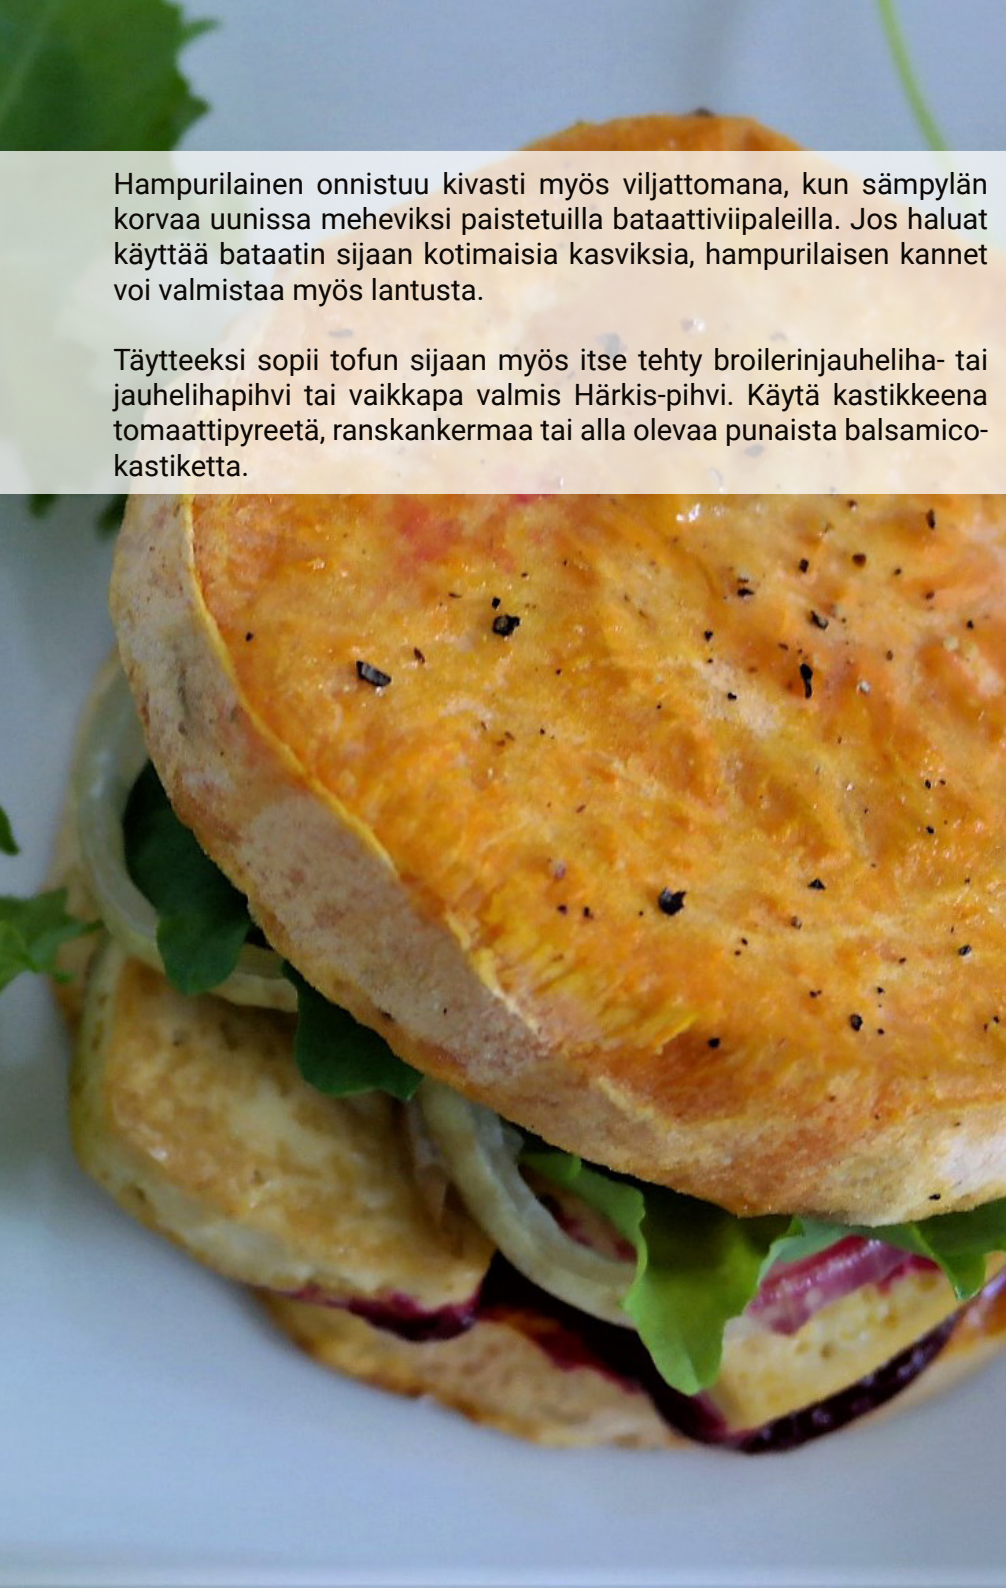 Hampurilainen onnistuu kivasti myös viljattomana, kun sämpylän
korvaa uunissa meheviksi paistetuilla bataattiviipaleilla. Jos haluat
käyttää bataatin sijaan kotimaisia kasviksia, hampurilaisen kannet
voi valmistaa myös lantusta.
Täytteeksi sopii tofun sijaan myös itse tehty broilerinjauheliha- tai
jauhelihapihvi tai vaikkapa valmis Härkis-pihvi. Käytä kastikkeena
tomaattipyreetä, ranskankermaa tai alla olevaa punaista balsamico-
kastiketta.